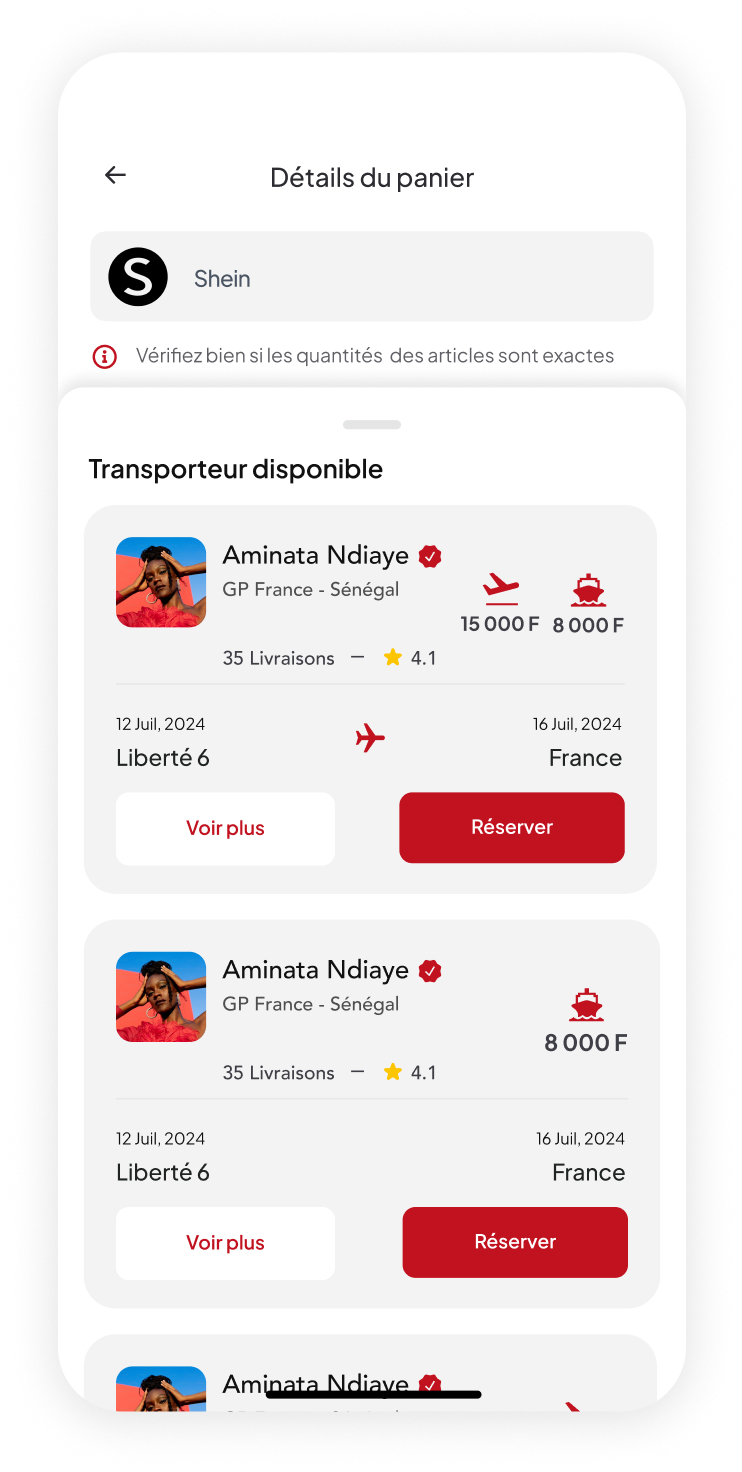 Détails du panier
S
Shein
Vérifiez bien si les quantités des articles sont exactes
Transporteur disponible
Aminata Ndiaye
GP France - Sénégal
15 000 F 8 000 F
35 Livraisons — 4.1
12 Juil, 2024 16 Juil, 2024
Liberté 6 France
Voir plus Réserver
Aminata Ndiaye
GP France - Sénégal
8 000 F
35 Livraisons — 4.1
12 Juil, 2024 16 Juil, 2024
Liberté 6 France
Voir plus Réserver
Aminata Ndiaye